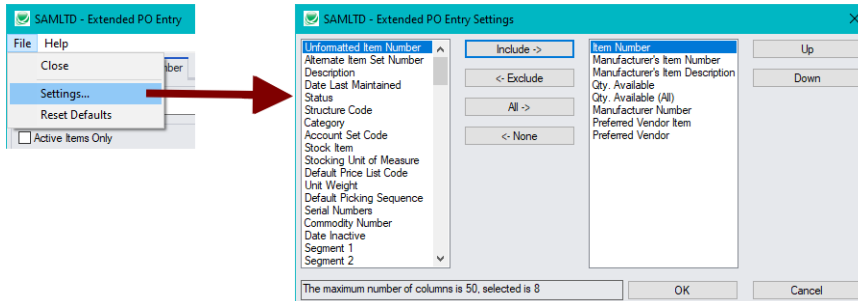 SAMLTD - Extended PO Entry
File Help
Close
Settings...
Reset Defaults
Active Items Only
SAMLTD - Extended PO Entry Settings
Unformatted Item Number
Alternate Item Set Number
Description
Date Last Maintained
Status
Structure Code
Category
Account Set Code
Stock Item
Stocking Unit of Measure
Default Price List Code
Unit Weight
Default Picking Sequence
Serial Numbers
Commodity Number
Date Inactive
Segment 1
Segment 2
Include ->
<- Exclude
All ->
<- None
Item Number
Manufacturer's Item Number
Manufacturer's Item Description
Qty. Available
Qty. Available (All)
Manufacturer Number
Preferred Vendor Item
Preferred Vendor
Up
Down
The maximum number of columns is 50, selected is 8
OK
Cancel